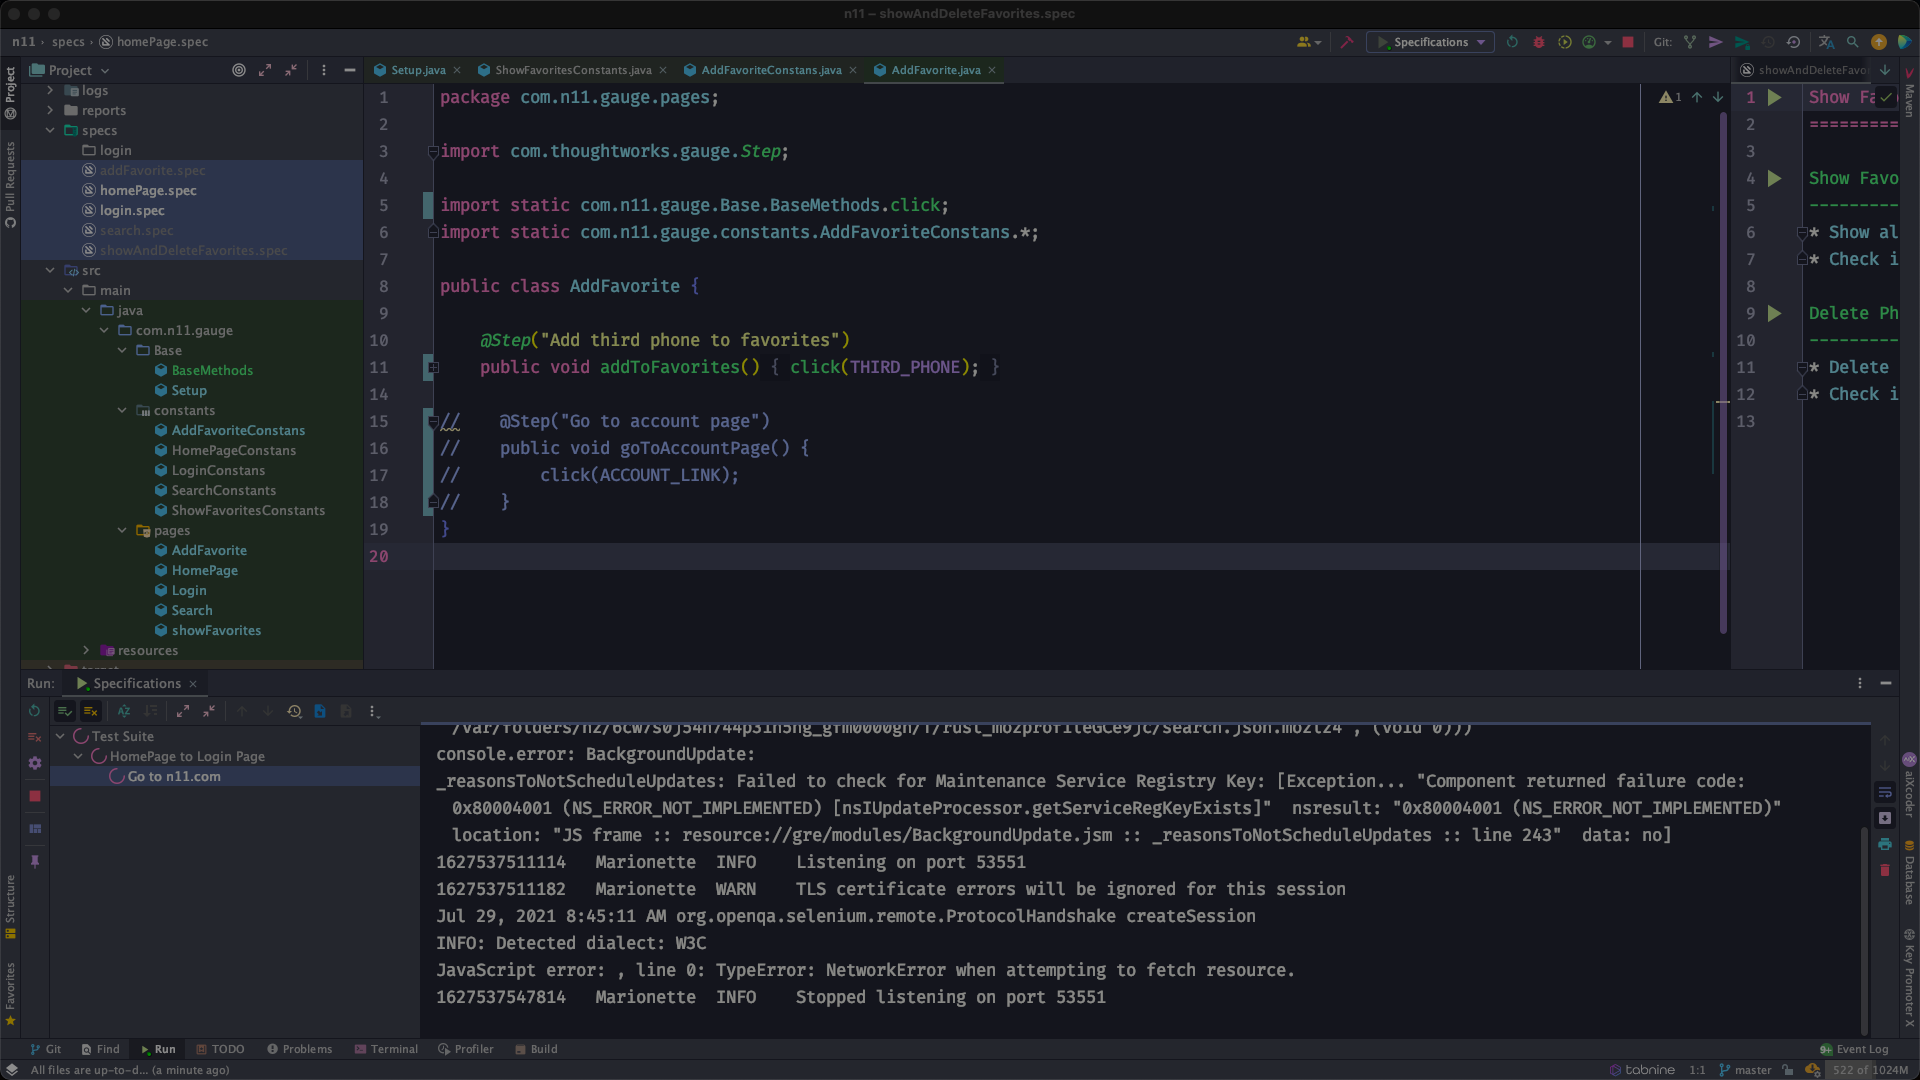 n11 – showAndDeleteFavorites.spec
n11 › specs › homePage.spec
Specifications
Git:
Project
Setup.java
ShowFavoritesConstants.java
AddFavoriteConstans.java
AddFavorite.java
showAndDeleteFavo
Project
Pull Requests
Structure
Favorites
logs
reports
specs
login
addFavorite.spec
homePage.spec
login.spec
search.spec
showAndDeleteFavorites.spec
src
main
java
com.n11.gauge
Base
BaseMethods
Setup
constants
AddFavoriteConstans
HomePageConstans
LoginConstans
SearchConstants
ShowFavoritesConstants
pages
AddFavorite
HomePage
Login
Search
showFavorites
resources
1 package com.n11.gauge.pages;
2
3 import com.thoughtworks.gauge.Step;
4
5 import static com.n11.gauge.Base.BaseMethods.click;
6 import static com.n11.gauge.constants.AddFavoriteConstans.*;
7
8 public class AddFavorite {
9
10 @Step("Add third phone to favorites")
11 public void addToFavorites() { click(THIRD_PHONE); }
14
15 //    @Step("Go to account page")
16 //    public void goToAccountPage() {
17 //        click(ACCOUNT_LINK);
18 //    }
19 }
20
1
1 Show Fa
2 =========
3
4 Show Favo
5 ---------
6 * Show al
7 * Check i
8
9 Delete Ph
10 ---------
11 * Delete
12 * Check i
13
Maven
aiXcoder
Database
Key Promoter X
Run:
Specifications
Test Suite
HomePage to Login Page
Go to n11.com
console.error: BackgroundUpdate:
_reasonsToNotScheduleUpdates: Failed to check for Maintenance Service Registry Key: [Exception... "Component returned failure code:
0x80004001 (NS_ERROR_NOT_IMPLEMENTED) [nsIUpdateProcessor.getServiceRegKeyExists]"  nsresult: "0x80004001 (NS_ERROR_NOT_IMPLEMENTED)"
location: "JS frame :: resource://gre/modules/BackgroundUpdate.jsm :: _reasonsToNotScheduleUpdates :: line 243"  data: no]
1627537511114   Marionette  INFO    Listening on port 53551
1627537511182   Marionette  WARN    TLS certificate errors will be ignored for this session
Jul 29, 2021 8:45:11 AM org.openqa.selenium.remote.ProtocolHandshake createSession
INFO: Detected dialect: W3C
JavaScript error: , line 0: TypeError: NetworkError when attempting to fetch resource.
1627537547814   Marionette  INFO    Stopped listening on port 53551
Git
Find
Run
TODO
Problems
Terminal
Profiler
Build
Event Log
All files are up-to-d... (a minute ago)
tabnine
1:1
master
522 of 1024M